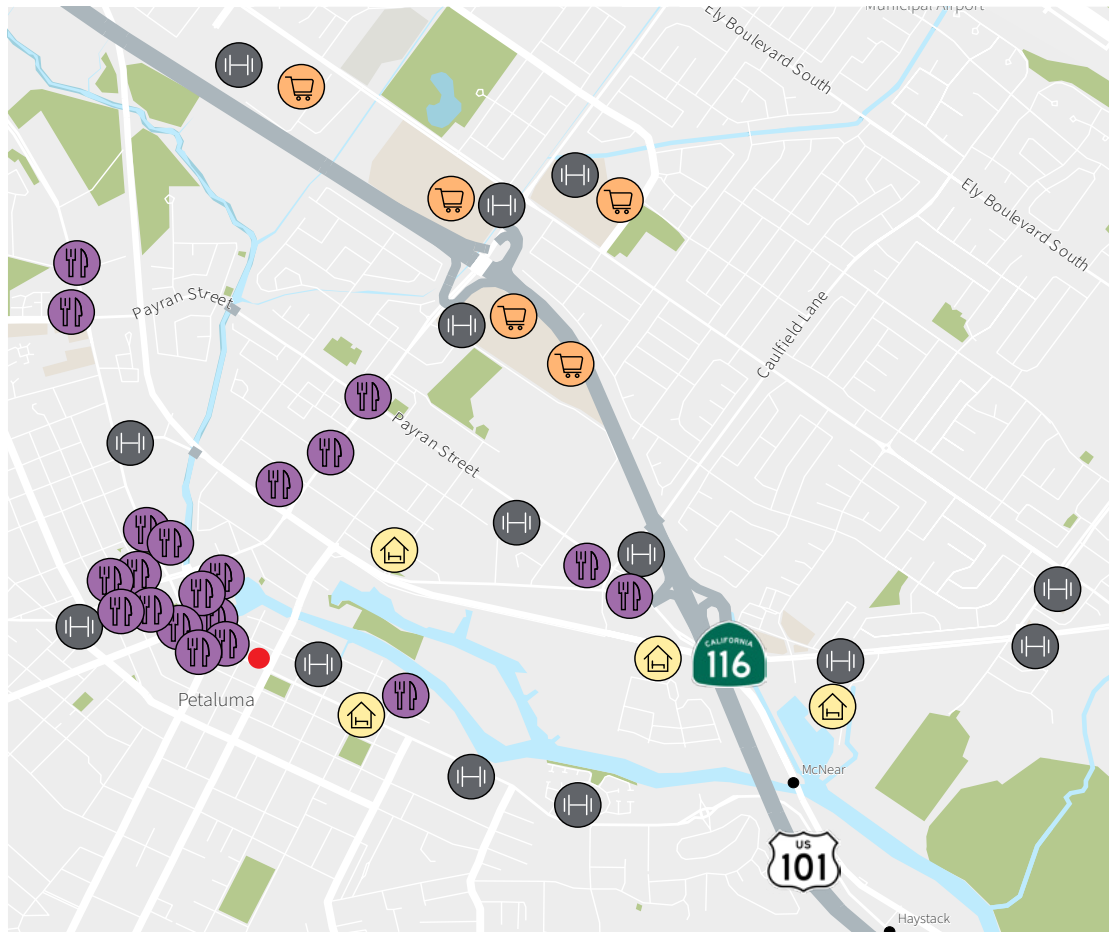 Municipal Airport
Ely Boulevard South
Ely Boulevard South
Payran Street
Caulfield Lane
Payran Street
CALIFORNIA
116
Petaluma
McNear
US
101
Haystack